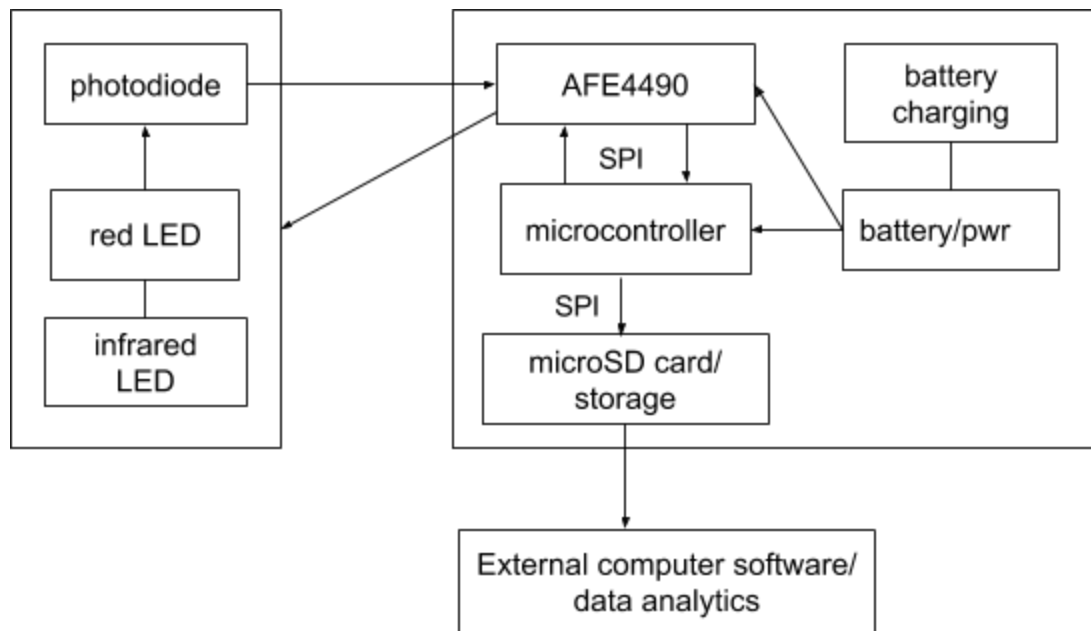 photodiode
red LED
infrared
LED
AFE4490
SPI
microcontroller
SPI
microSD card/
storage
battery
charging
battery/pwr
External computer software/
data analytics